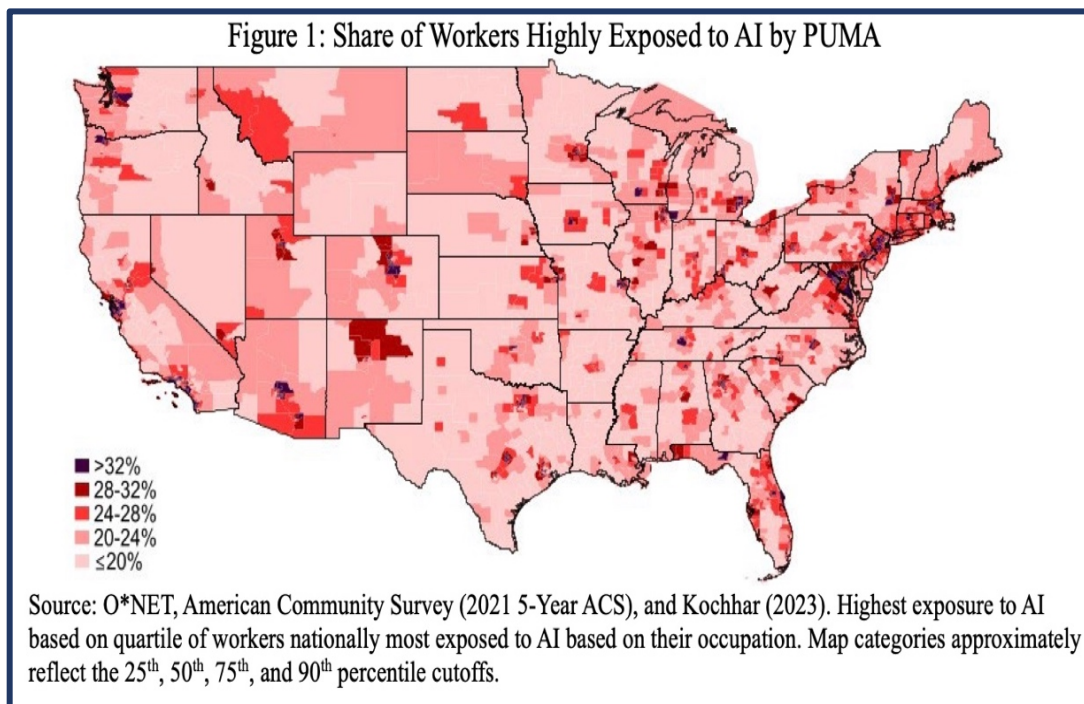 Figure 1: Share of Workers Highly Exposed to AI by PUMA
>32%
28-32%
24-28%
20-24%
≤20%
Source: O*NET, American Community Survey (2021 5-Year ACS), and Kochhar (2023). Highest exposure to AI
based on quartile of workers nationally most exposed to AI based on their occupation. Map categories approximately
reflect the 25th, 50th, 75th, and 90th percentile cutoffs.